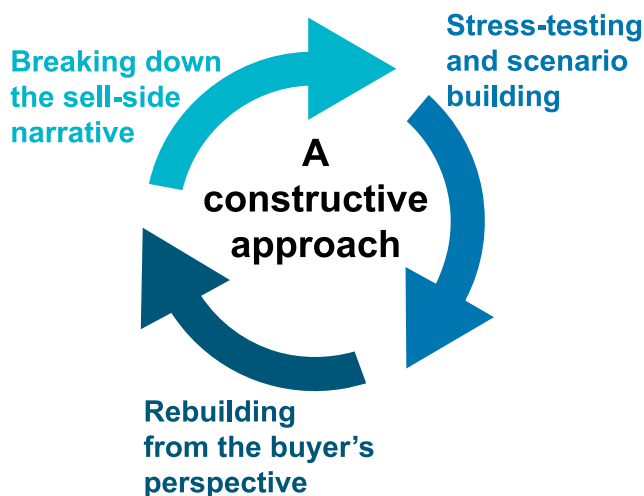 Breaking down
the sell-side
narrative
Stress-testing
and scenario
building
A
constructive
approach
Rebuilding
from the buyer’s
perspective